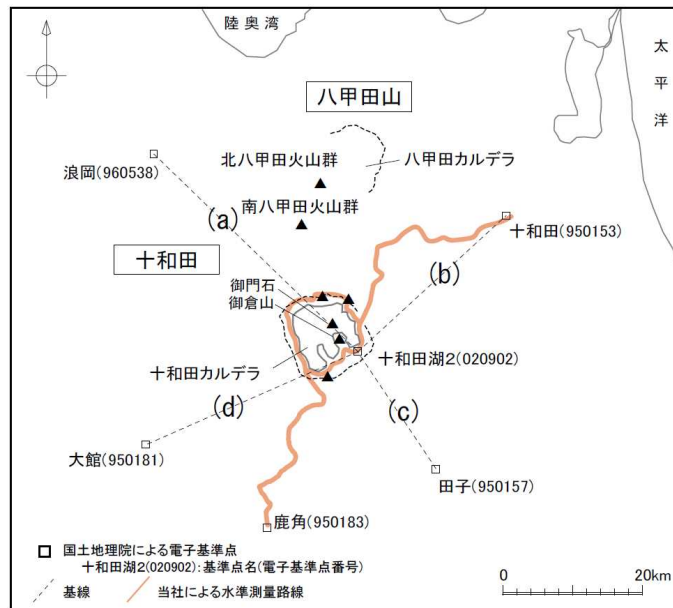 陸奥湾
太平洋
八甲田山
北八甲田火山群
八甲田カルデラ
浪岡(960538)
南八甲田火山群
(a)
十和田(950153)
十和田
(b)
御門石
御倉山
十和田湖2(020902)
十和田カルデラ
(d)
(c)
大館(950181)
田子(950157)
鹿角(950183)
国土地理院による電子基準点
十和田湖2(020902):基準点名(電子基準点番号)
基線
当社による水準測量路線
0 20km